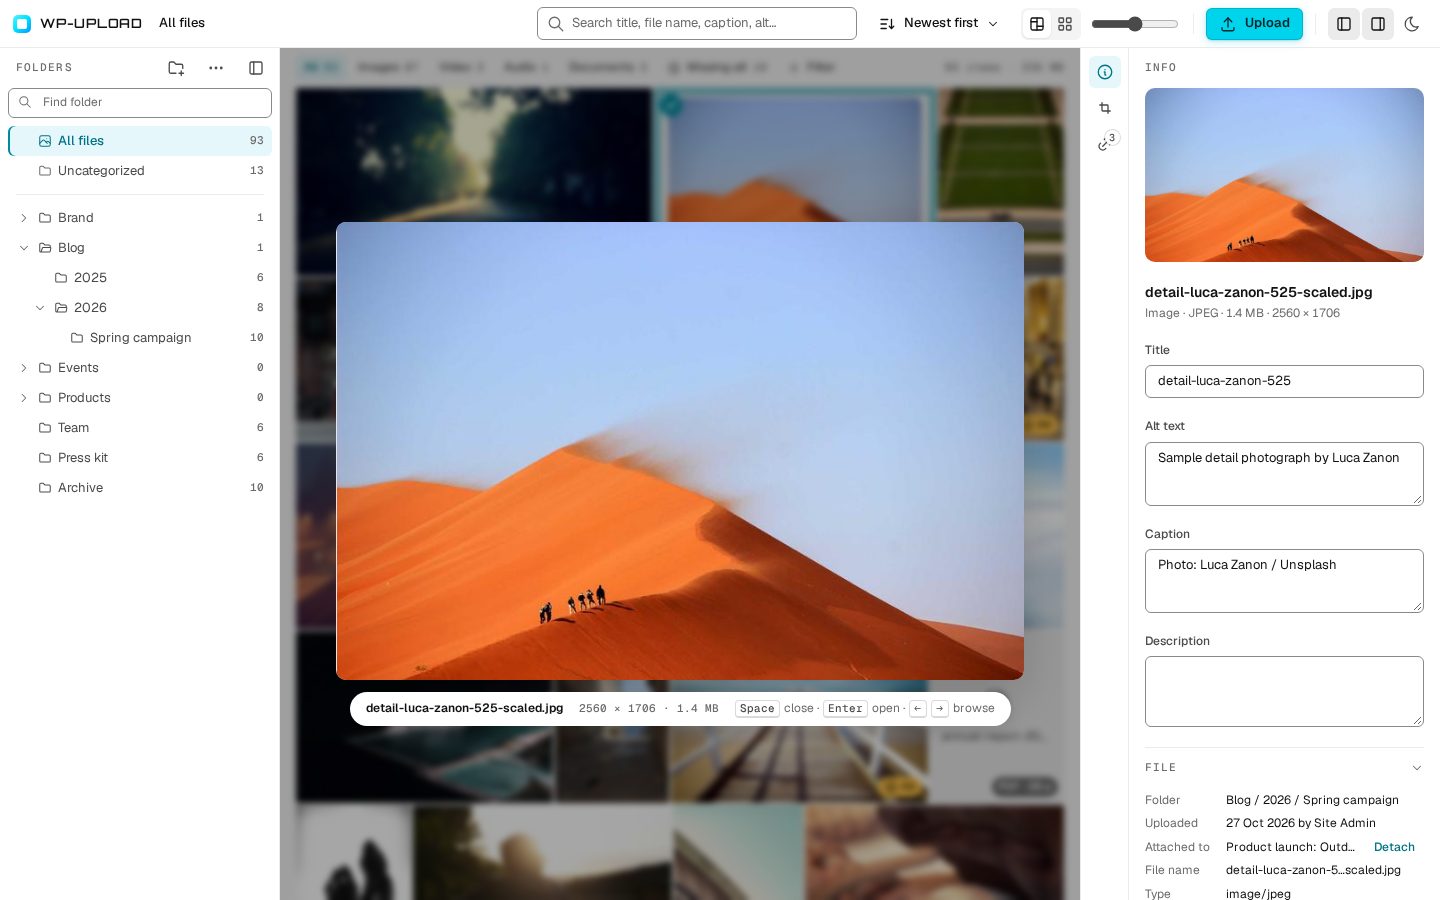 WP-UPLOAD
All files
Search title, file name, caption, alt...
Newest first
Upload
FOLDERS
Find folder
All files 93
Uncategorized 13
Brand 1
Blog 1
2025 6
2026 8
Spring campaign 10
Events 0
Products 0
Team 6
Press kit 6
Archive 10
detail-luca-zanon-525-scaled.jpg 2560 × 1706 · 1.4 MB Space close · Enter open · ← → browse
3
INFO
detail-luca-zanon-525-scaled.jpg
Image · JPEG · 1.4 MB · 2560 × 1706
Title
detail-luca-zanon-525
Alt text
Sample detail photograph by Luca Zanon
Caption
Photo: Luca Zanon / Unsplash
Description
FILE
Folder Blog / 2026 / Spring campaign
Uploaded 27 Oct 2026 by Site Admin
Attached to Product launch: Outd... Detach
File name detail-luca-zanon-5...scaled.jpg
Type image/jpeg